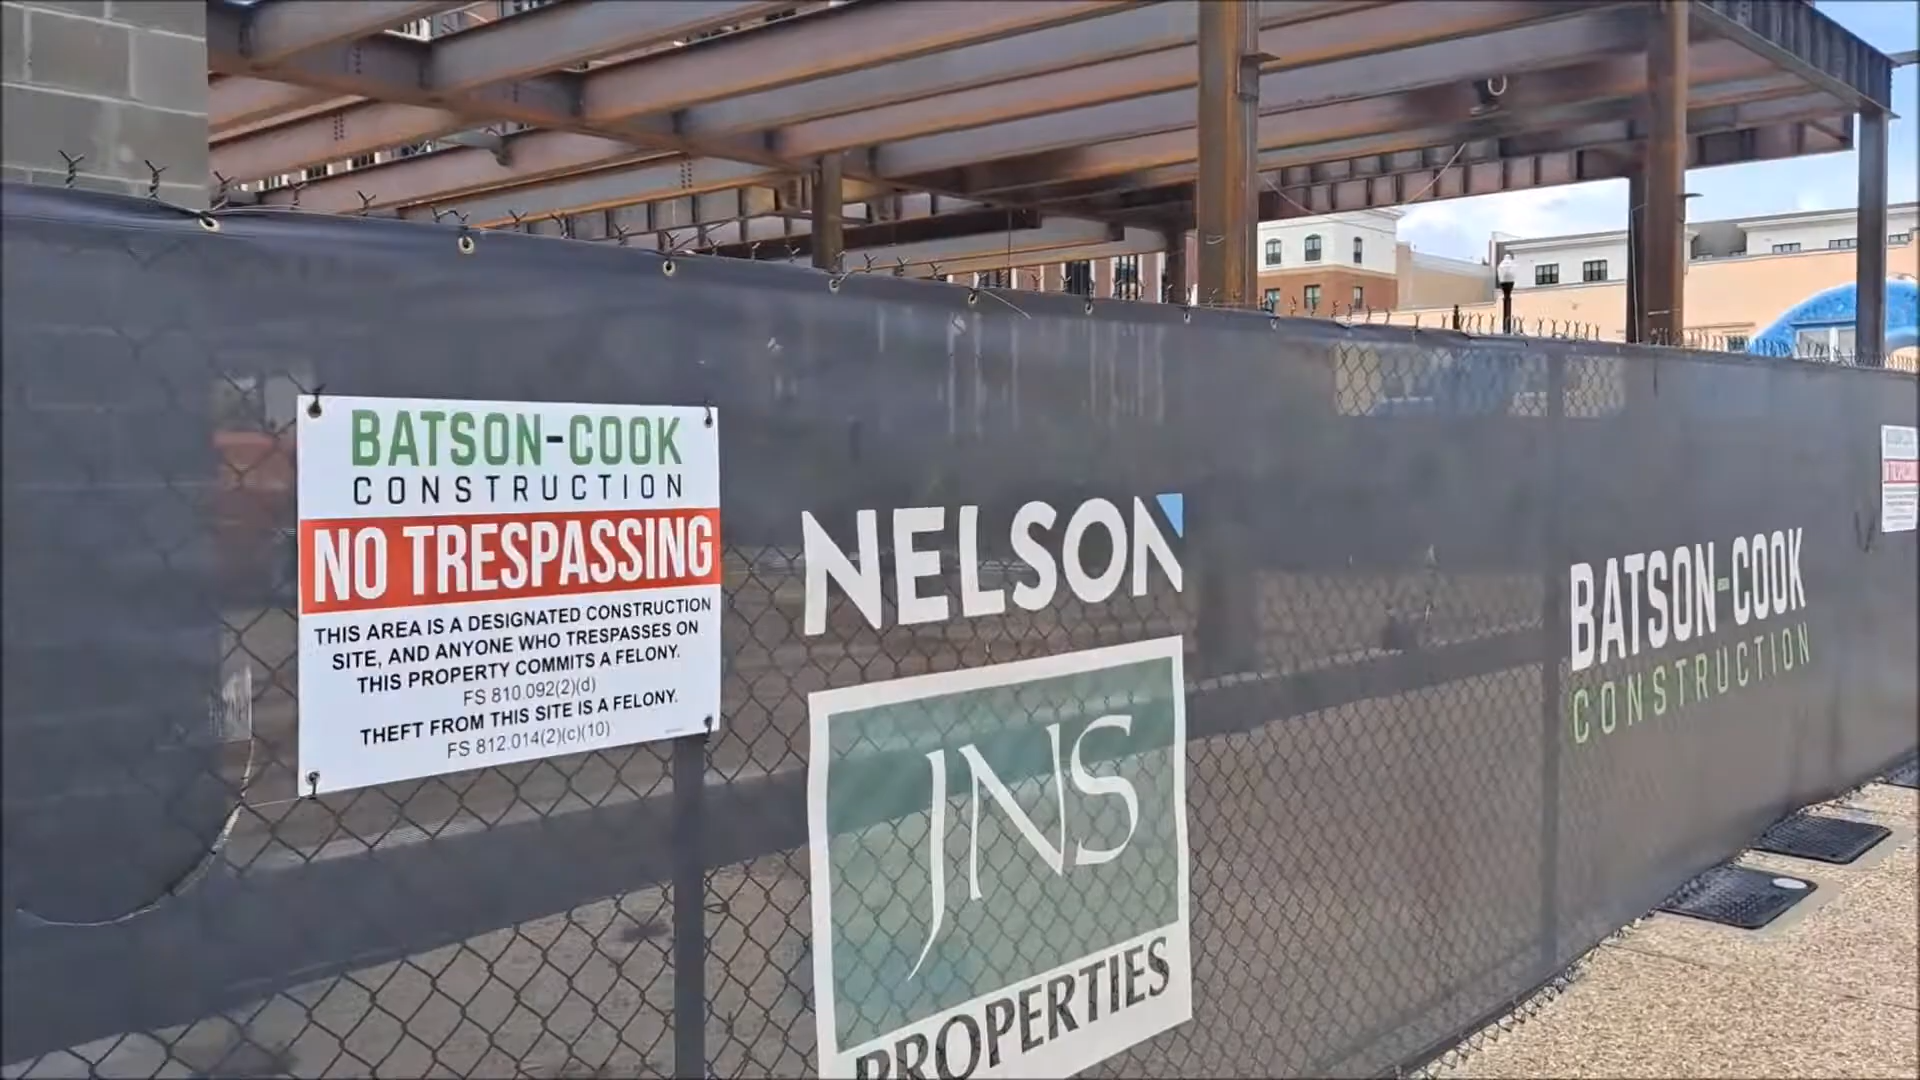 BATSON-COOK
CONSTRUCTION
NO TRESPASSING
THIS AREA IS A DESIGNATED CONSTRUCTION
SITE, AND ANYONE WHO TRESPASSES ON
THIS PROPERTY COMMITS A FELONY.
FS 810.092(2)(d)
THEFT FROM THIS SITE IS A FELONY.
FS 812.014(2)(c)(10)
NELSON
JNS
PROPERTIES
BATSON-COOK
CONSTRUCTION